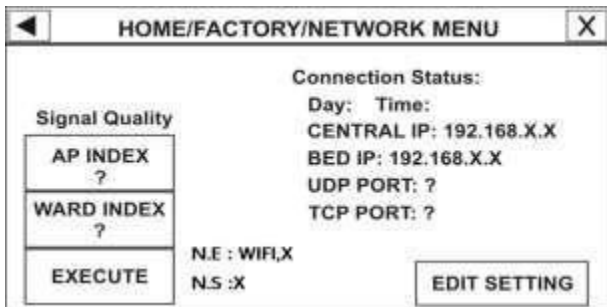 HOME/FACTORY/NETWORK MENU X
Connection Status:
Day: Time:
CENTRAL IP: 192.168.X.X
BED IP: 192.168.X.X
UDP PORT: ?
TCP PORT: ?
Signal Quality
AP INDEX
?
WARD INDEX
?
EXECUTE
N.E : WIFI,X
N.S :X
EDIT SETTING